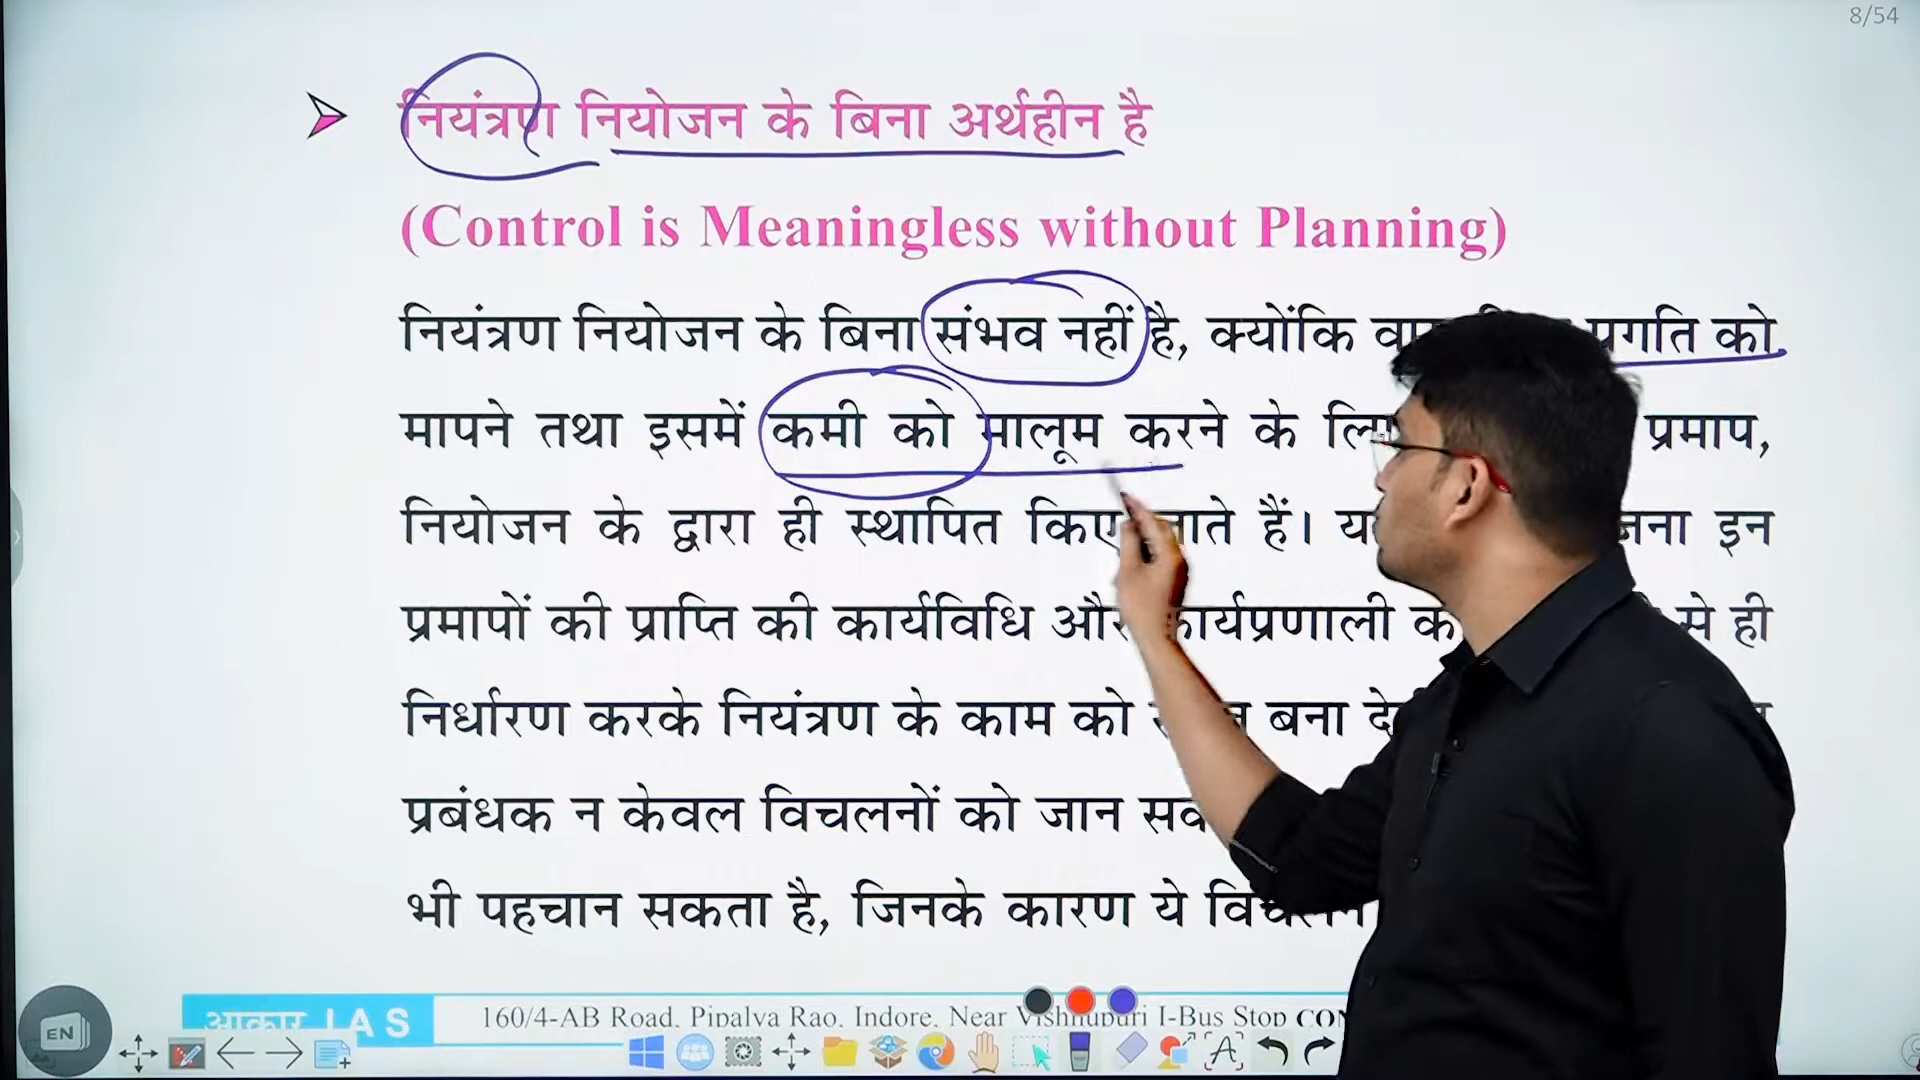 8/54
नियंत्रण नियोजन के बिना अर्थहीन है
(Control is Meaningless without Planning)
नियंत्रण नियोजन के बिना संभव नहीं है, क्योंकि प्रगति को
मापने तथा इसमें कमी को मालूम करने के लिए प्रमाप,
नियोजन के द्वारा ही स्थापित किए जाते हैं। इन
प्रमापों की प्राप्ति की कार्यविधि और कार्यप्रणाली से ही
निर्धारण करके नियंत्रण के काम को बना
प्रबंधक न केवल विचलनों को जान
भी पहचान सकता है, जिनके कारण ये विचलन
आकार IAS
160/4-AB Road, Pipalya Rao, Indore, Near Vishnupuri I-Bus Stop
EN